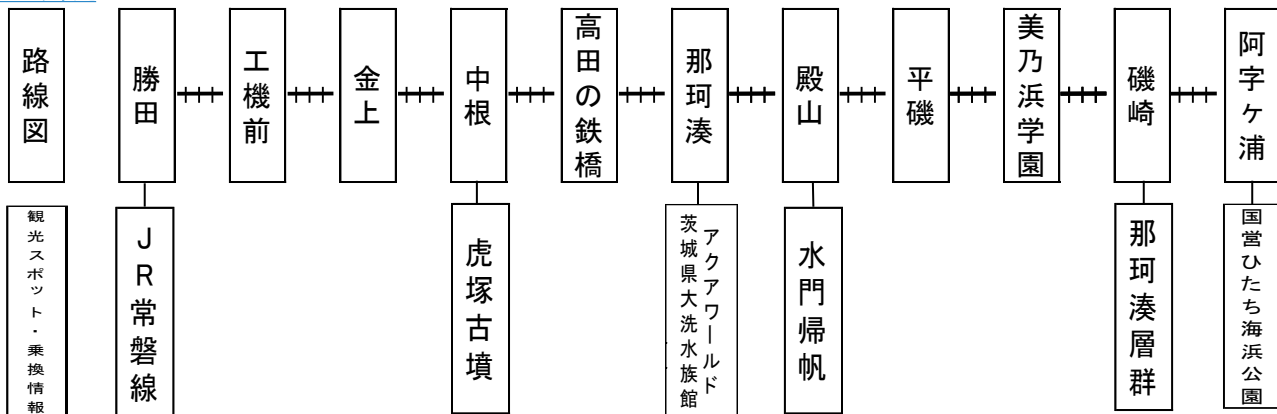 路線図
勝田
工機前
金上
中根
高田の鉄橋
那珂湊
殿山
平磯
美乃浜学園
磯崎
阿字ケ浦
観光スポット・乗換情報
JR常磐線
虎塚古墳
アクアワールド
茨城県大洗水族館
水門帰帆
那珂湊層群
国営ひたち海浜公園